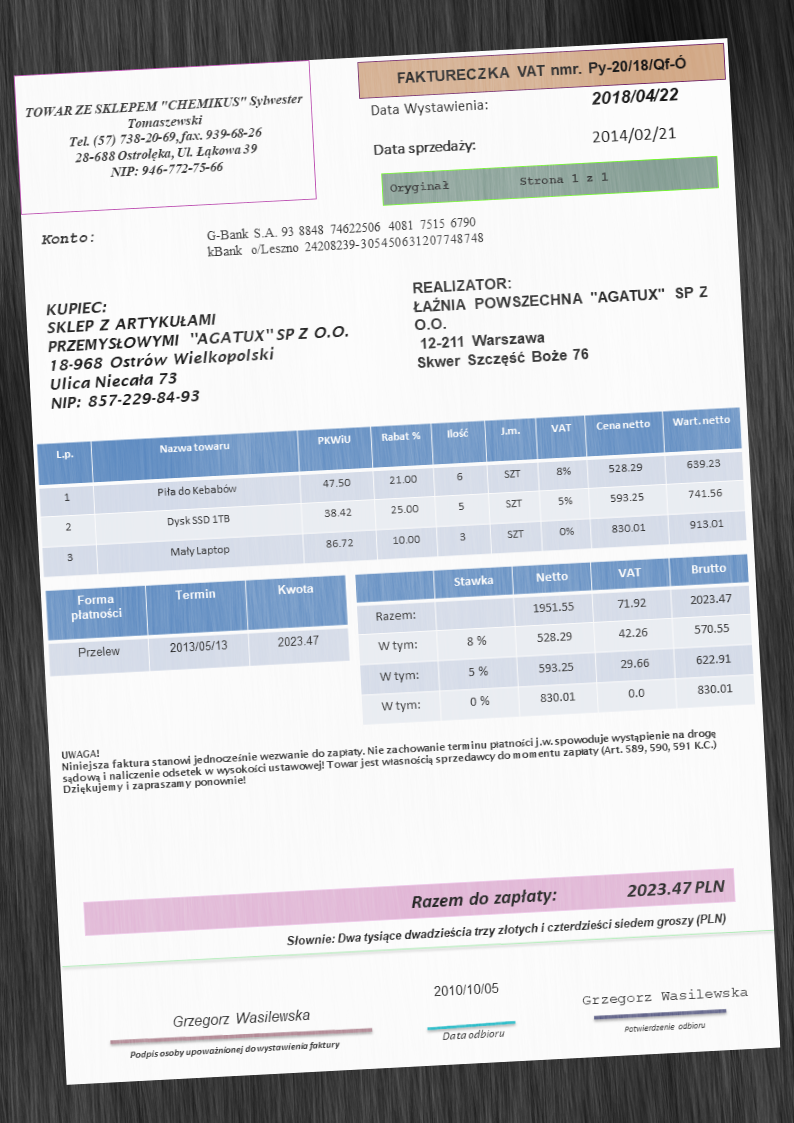 TOWAR ZE SKLEPEM "CHEMIKUS" Sylwester
Tomaszewski
Tel. (57) 738-20-69, fax. 939-68-26
28-688 Ostrołęka, Ul. Łąkowa 39
NIP: 946-772-75-66
FAKTURECZKA VAT nmr. Py-20/18/Qf-Ó
Data Wystawienia: 2018/04/22
Data sprzedaży: 2014/02/21
Oryginał Strona 1 z 1
Konto: G-Bank S.A. 93 8848 74622506 4081 7515 6790
kBank o/Leszno 24208239-305450631207748748
KUPIEC:
SKLEP Z ARTYKUŁAMI
PRZEMYSŁOWYMI "AGATUX" SP Z O.O.
18-968 Ostrów Wielkopolski
Ulica Niecała 73
NIP: 857-229-84-93
REALIZATOR:
ŁAŹNIA POWSZECHNA "AGATUX" SP Z
O.O.
12-211 Warszawa
Skwer Szczęść Boże 76
L.p. Nazwa towaru PKWiU Rabat % Ilość J.m. VAT Cena netto Wart. netto
1 Piła do Kebabów 47.50 21.00 6 SZT 8% 528.29 639.23
2 Dysk SSD 1TB 38.42 25.00 5 SZT 5% 593.25 741.56
3 Mały Laptop 86.72 10.00 3 SZT 0% 830.01 913.01
Forma płatności Termin Kwota
Przelew 2013/05/13 2023.47
Stawka Netto VAT Brutto
Razem: 1951.55 71.92 2023.47
W tym: 8 % 528.29 42.26 570.55
W tym: 5 % 593.25 29.66 622.91
W tym: 0 % 830.01 0.0 830.01
UWAGA!
Niniejsza faktura stanowi jednocześnie wezwanie do zapłaty. Nie zachowanie terminu płatności j.w. spowoduje wystąpienie na drogę
sądową i naliczenie odsetek w wysokości ustawowej! Towar jest własnością sprzedawcy do momentu zapłaty (Art. 589, 590, 591 K.C.)
Dziękujemy i zapraszamy ponownie!
Razem do zapłaty: 2023.47 PLN
Słownie: Dwa tysiące dwadzieścia trzy złotych i czterdzieści siedem groszy (PLN)
Grzegorz Wasilewska
Podpis osoby upoważnionej do wystawienia faktury
2010/10/05
Data odbioru
Grzegorz Wasilewska
Potwierdzenie odbioru